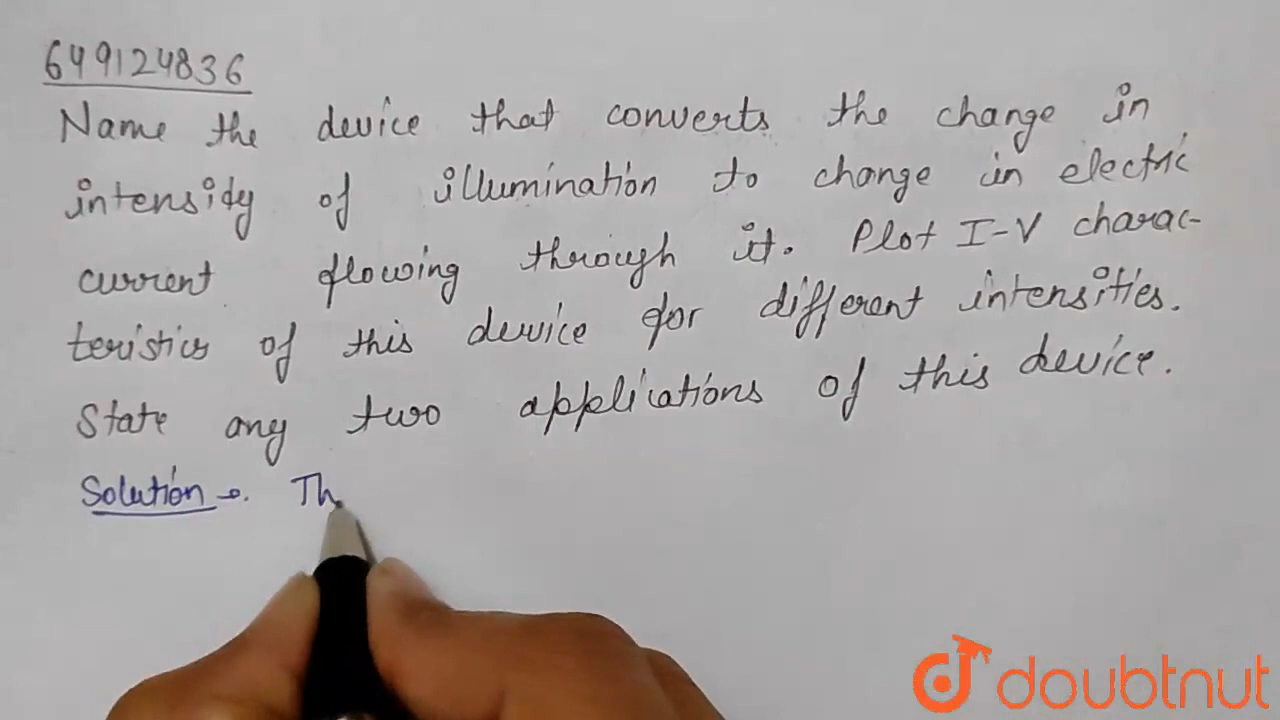 649124836
Name the device that converts the change in
intensity of illumination to change in electric
current flowing through it. Plot I-V charac-
teristics of this device for different intensities.
State any two applications of this device.
Solution →. Th
doubtnut